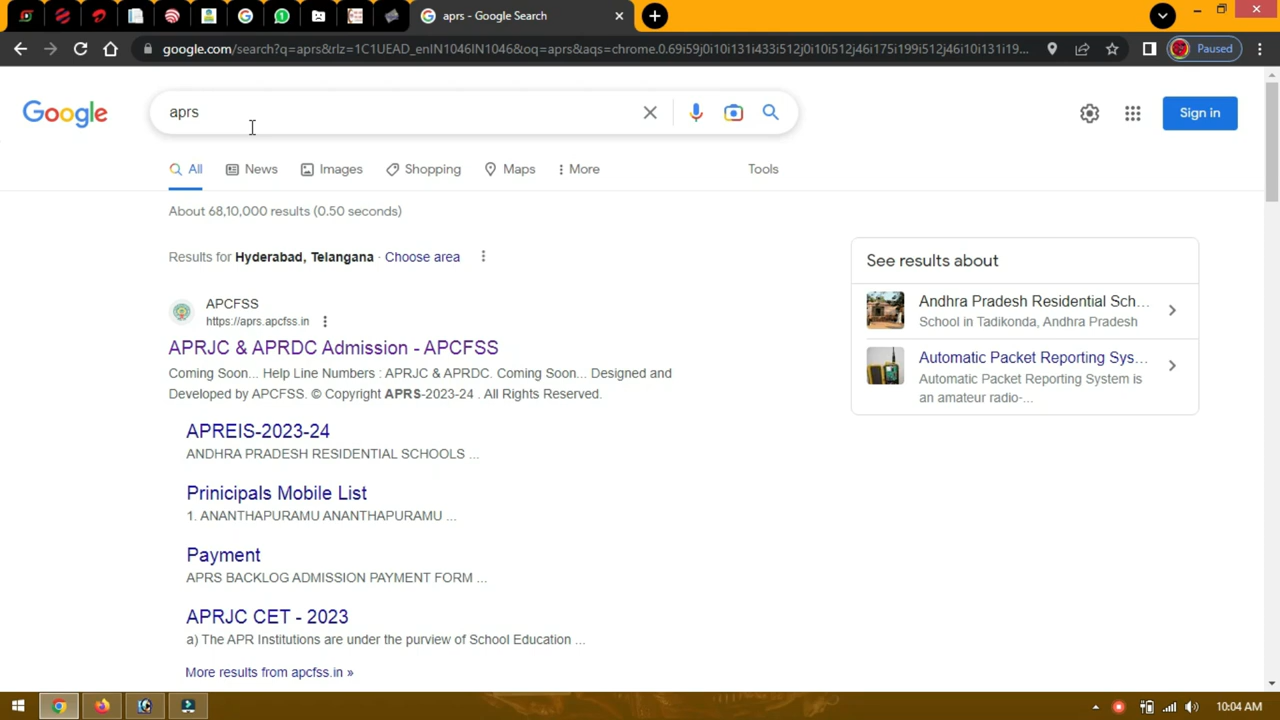 aprs - Google Search
google.com/search?q=aprs&rlz=1C1UEAD_enIN1046IN1046&oq=aprs&aqs=chrome.0.69i59j0i10i131i433i512j0i10i512j46i175i199i512j46i10i131i19...
Paused
Google
aprs
Sign in
All
News
Images
Shopping
Maps
More
Tools
About 68,10,000 results (0.50 seconds)
Results for Hyderabad, Telangana · Choose area
See results about
Andhra Pradesh Residential Sch...
School in Tadikonda, Andhra Pradesh
Automatic Packet Reporting Sys...
Automatic Packet Reporting System is
an amateur radio-...
APCFSS
https://aprs.apcfss.in
APRJC & APRDC Admission - APCFSS
Coming Soon... Help Line Numbers : APRJC & APRDC. Coming Soon... Designed and
Developed by APCFSS. © Copyright APRS-2023-24 . All Rights Reserved.
APREIS-2023-24
ANDHRA PRADESH RESIDENTIAL SCHOOLS ...
Prinicipals Mobile List
1. ANANTHAPURAMU ANANTHAPURAMU ...
Payment
APRS BACKLOG ADMISSION PAYMENT FORM ...
APRJC CET - 2023
a) The APR Institutions are under the purview of School Education ...
More results from apcfss.in »
10:04 AM